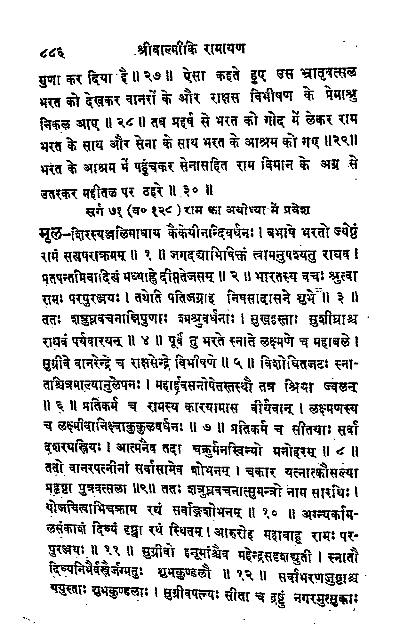 ८८६ श्रीवाल्मीकि रामायण
गुणा कर दिया है ॥ २७ ॥ ऐसा कहते हुए उस भ्रातृवत्सल
भरत को देखकर वानरों के और राक्षस विभीषण के प्रेमाश्रु
निकल आए ॥ २८ ॥ तब प्रहर्ष से भरत को गोद में लेकर राम
भरत के साथ और सेना के साथ भरत के आश्रम को गए ॥२९॥
भरत के आश्रम में पहुंचकर सेनासहित राम विमान के अग्र से
उतरकर महीतल पर ठहरे ॥ ३० ॥
सर्ग ७१ (व० १२८) राम का अयोध्या में प्रवेश
मूल-शिरस्यञ्जलिमाधाय कैकेयीनन्दिवर्धनः । बभाषे भरतो ज्येष्ठं
रामं सत्यपराक्रमम् ॥ १ ॥ जगदद्याभिषिक्तं त्वामनुपश्यतु राघव ।
प्रतपन्तमिवादित्यं मध्याह्ने दीप्ततेजसम् ॥ २ ॥ भरतस्य वचः श्रुत्वा
रामः परपुरञ्जयः । तथेति प्रतिजग्राह निषसादासने शुभे ॥ ३ ॥
ततः शत्रुघ्नवचनान्निपुणाः श्मश्रुवर्धनाः । सुखहस्ताः सुशीघ्राश्च
राघवं पर्यवारयन् ॥ ४ ॥ पूर्वं तु भरते स्नाते लक्ष्मणे च महाबले ।
सुग्रीवे वानरेन्द्रे च राक्षसेन्द्रे विभीषणे ॥ ५ ॥ विशोधितजटः स्ना-
तश्चित्रमाल्यानुलेपनः । महार्हवसनोपेतस्तस्थौ तत्र श्रिया ज्वलन्
॥ ६ ॥ प्रतिकर्म च रामस्य कारयामास वीर्यवान् । लक्ष्मणस्य
च लक्ष्मीवानिक्ष्वाकुकुलवर्धनः ॥ ७ ॥ प्रतिकर्म च सीतायाः सर्वा
दशरथस्त्रियः । आत्मनैव तदा चक्रुर्मनस्विन्यो मनोहरम् ॥ ८ ॥
ततो वानरपत्नीनां सर्वासामेव शोभनम् । चकार यत्नात्कौसल्या
प्रहृष्टा पुत्रवत्सला ॥९॥ ततः शत्रुघ्नवचनात्सुमन्त्रो नाम सारथिः ।
योजयित्वाभिचक्राम रथं सर्वाङ्गशोभनम् ॥ १० ॥ अग्न्यर्काम-
लसंकाशं दिव्यं दृष्ट्वा रथं स्थितम् । आरुरोह महाबाहू रामः पर-
पुरञ्जयः ॥ ११ ॥ सुग्रीवो हनूमांश्चैव महेन्द्रसदृशद्युती । स्नातौ
दिव्यनिभैर्वस्त्रैर्जग्मतुः शुभकुण्डलौ ॥ १२ ॥ सर्वाभरणजुष्टाश्च
ययुस्ताः शुभकुण्डलाः । सुग्रीवपत्न्यः सीता च द्रष्टुं नगरमुत्सुकाः